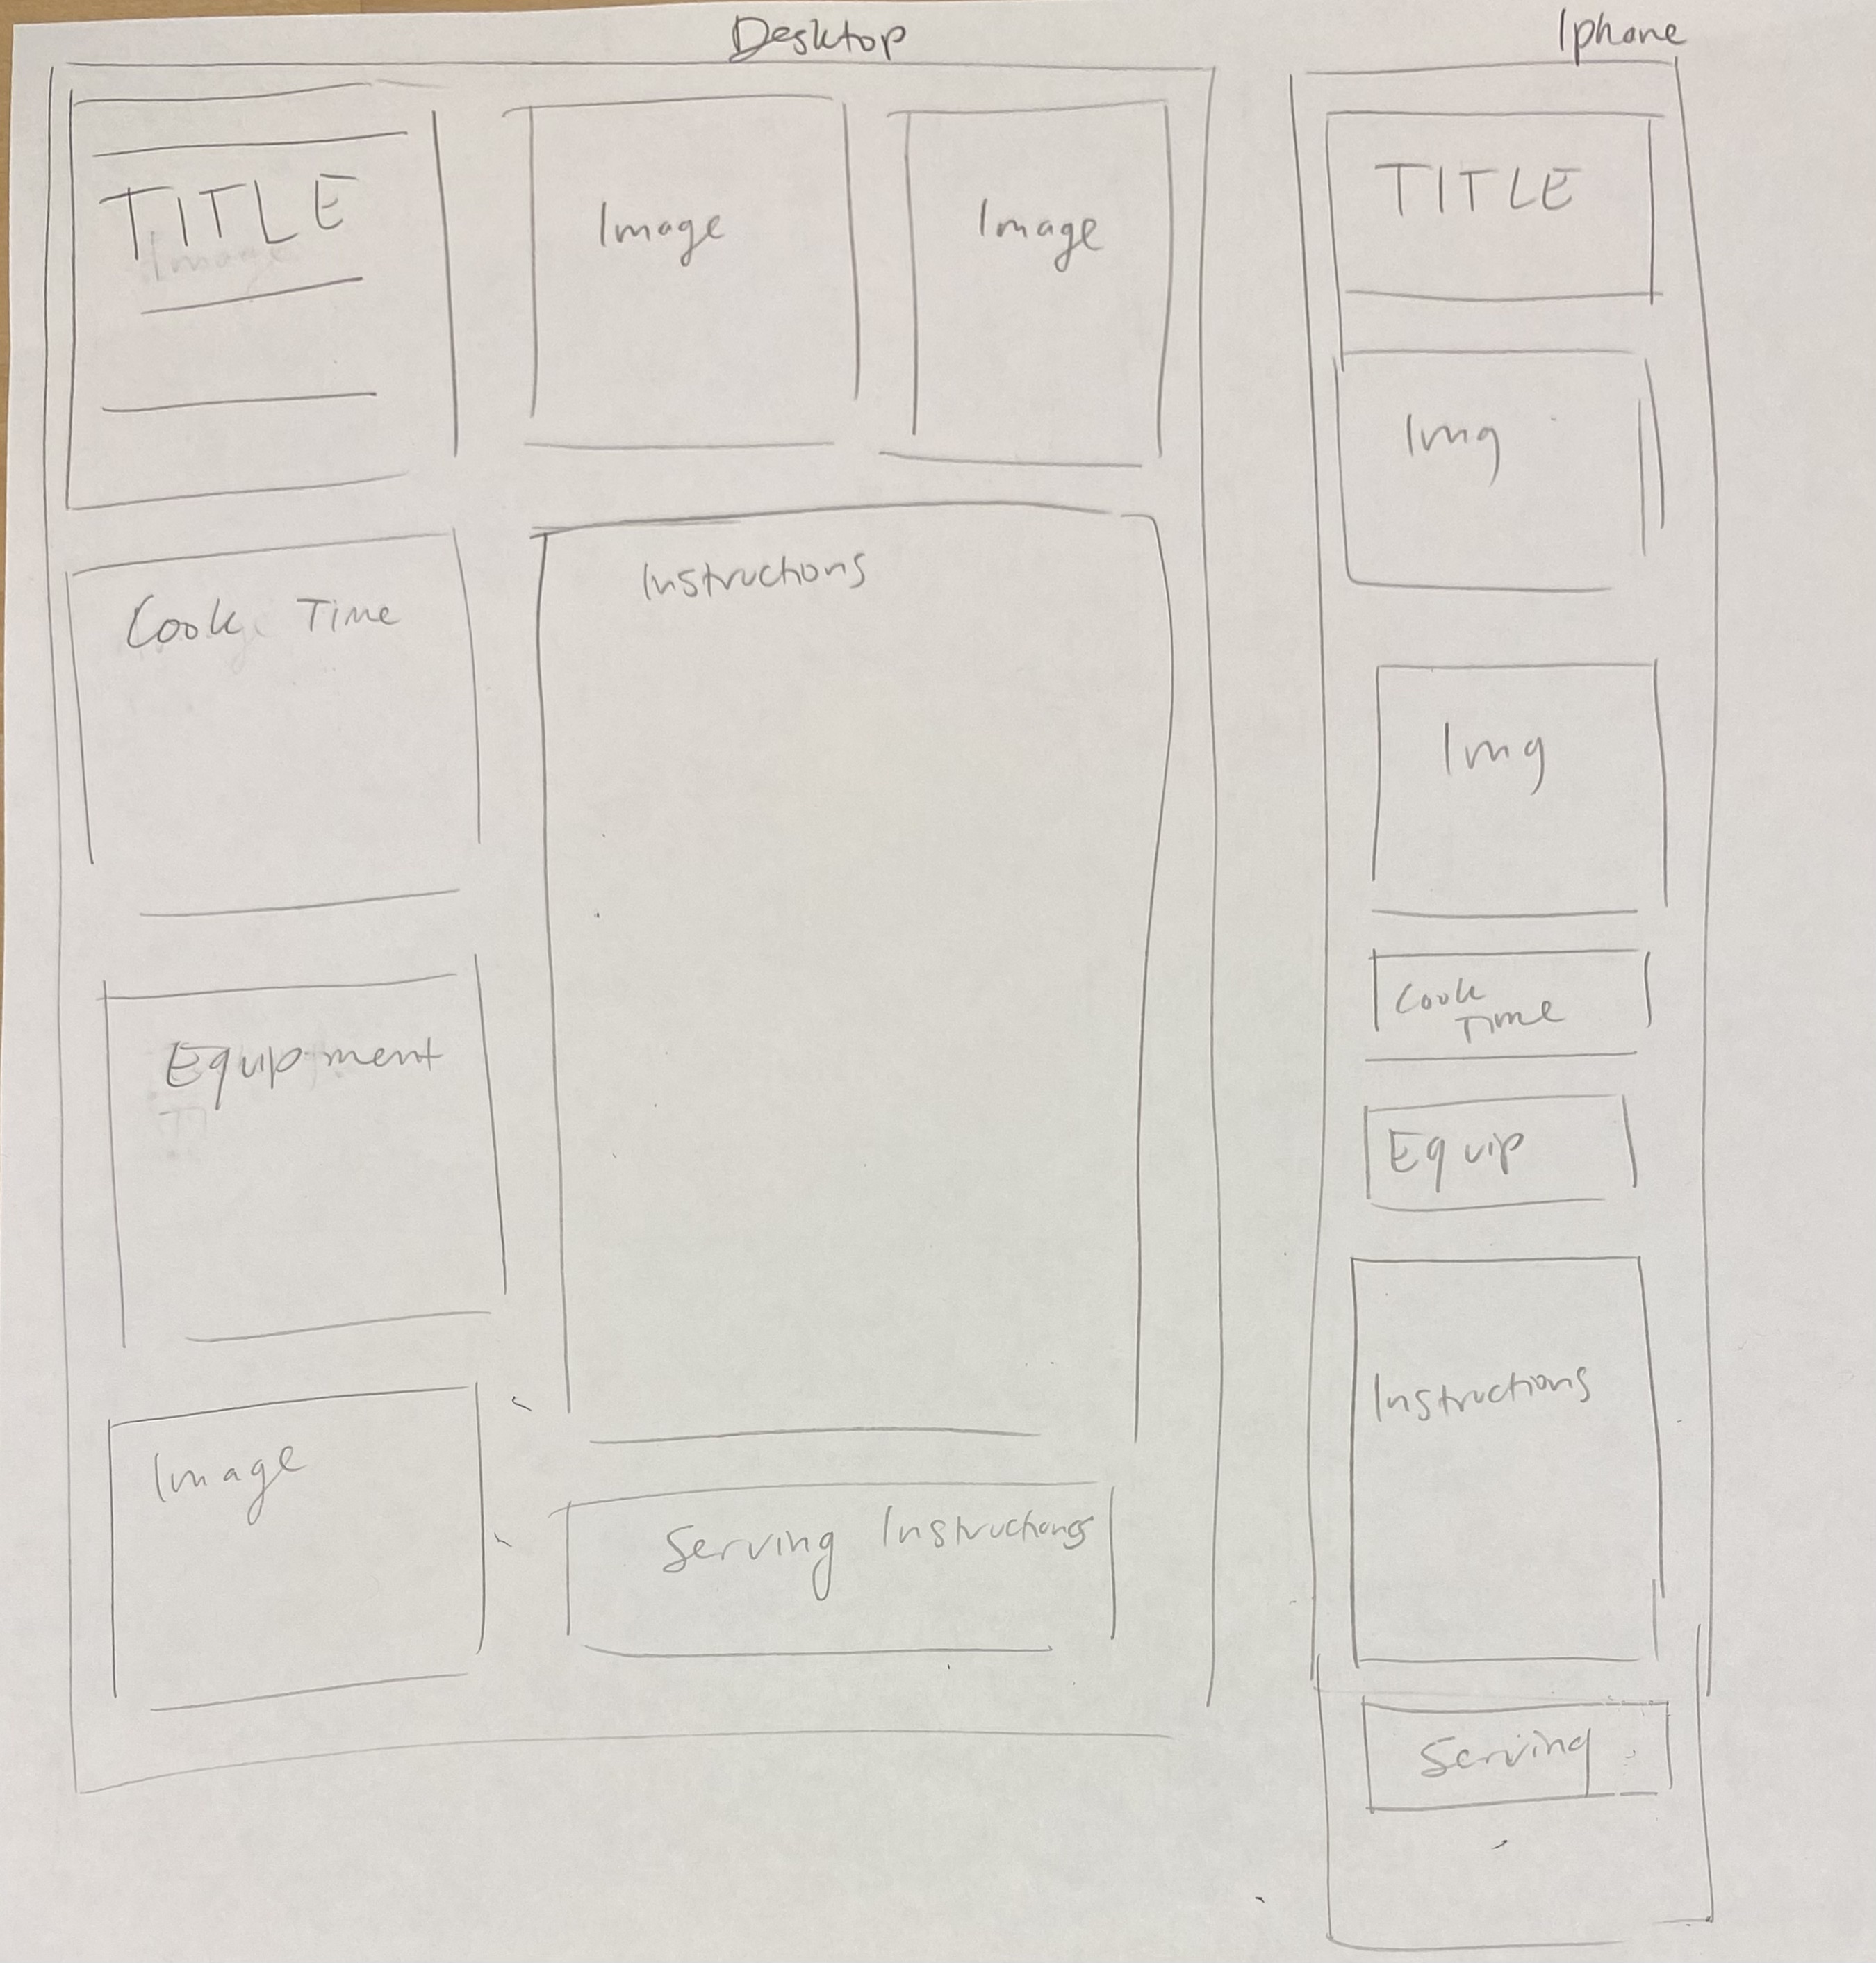 Desktop
TITLE
Image
Image
Cook Time
Instructions
Equipment
Image
Serving Instructions
Iphone
TITLE
Img
Img
Cook
Time
Equip
Instructions
Serving